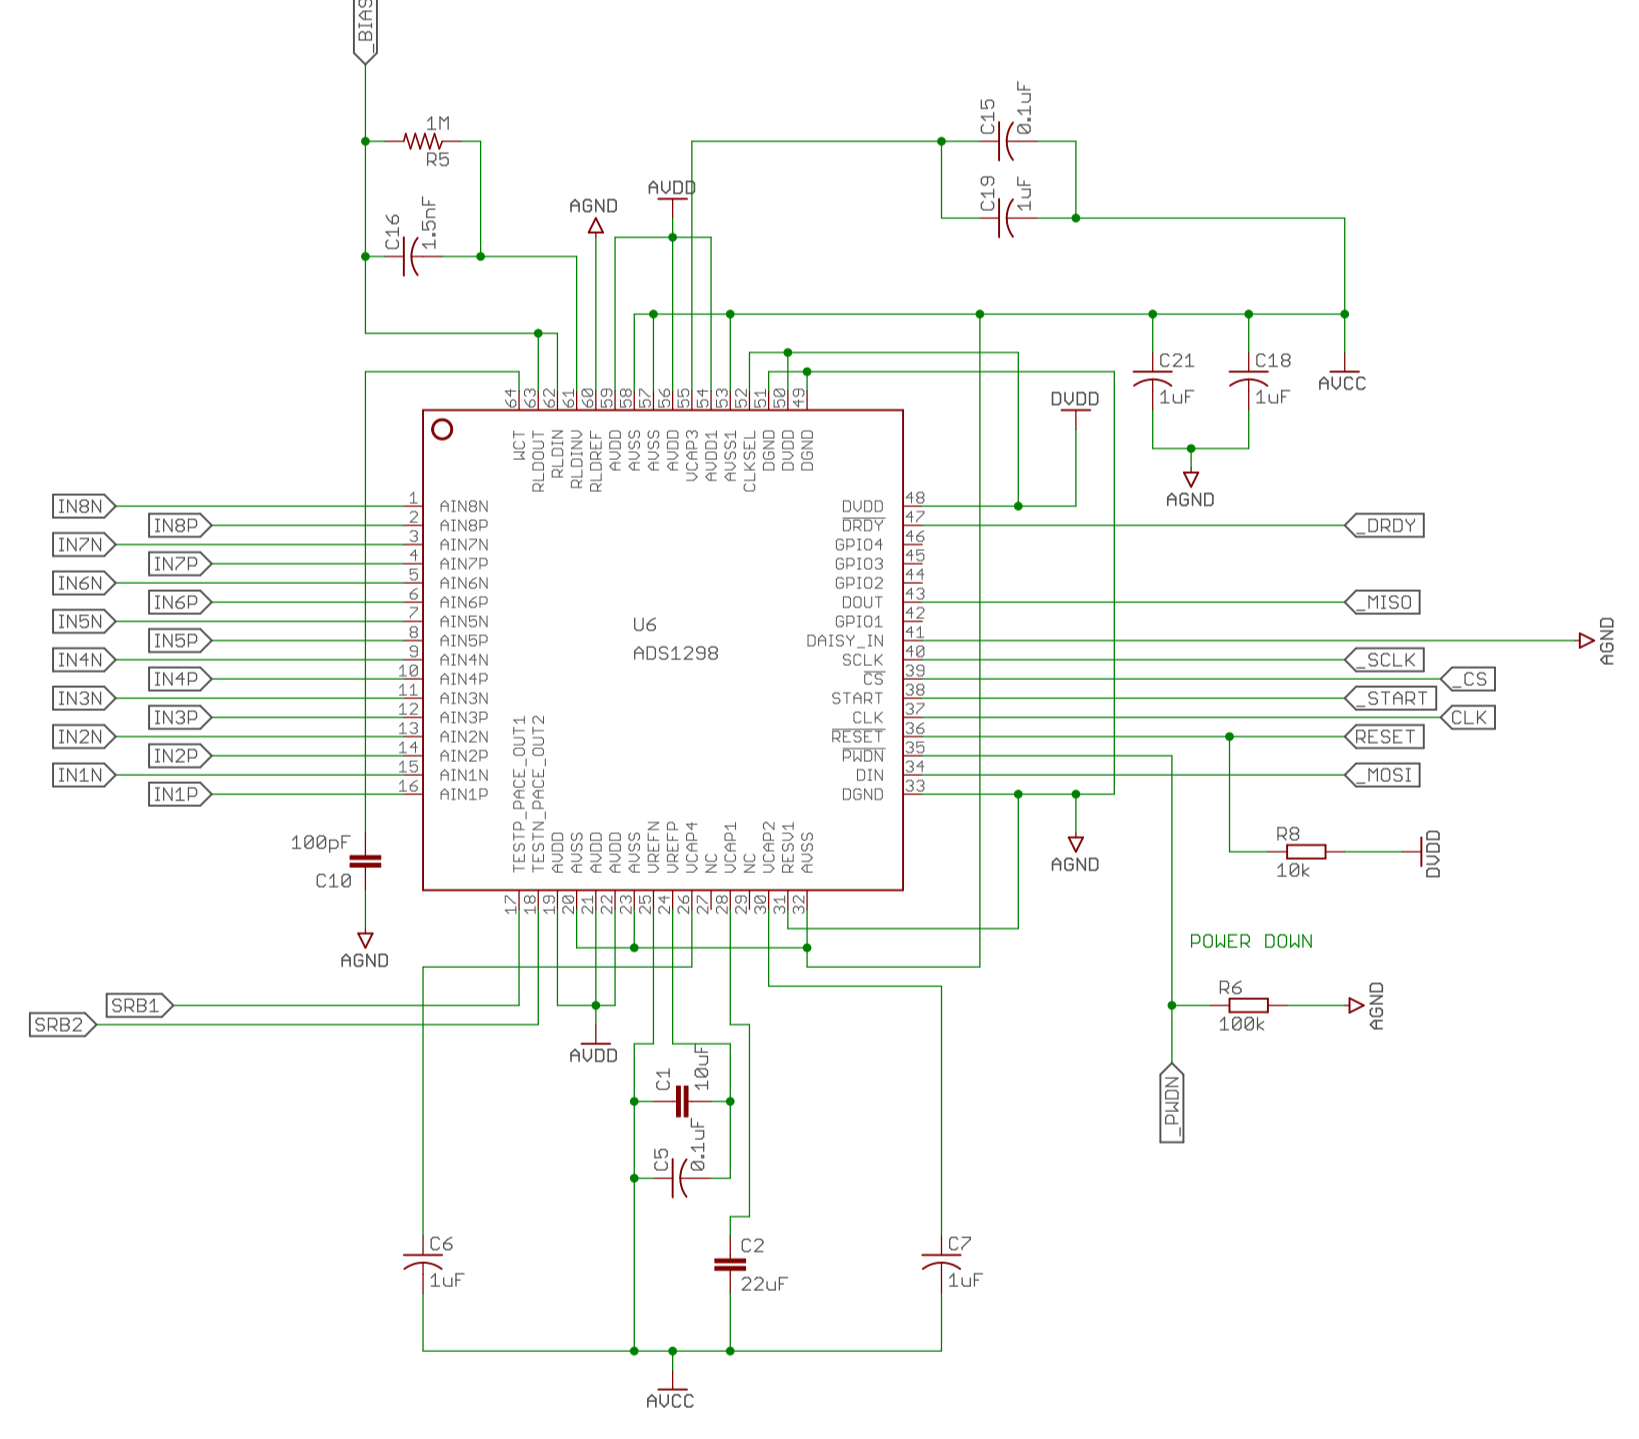 _BIAS
1M
R5
C16
1.5nF
AGND
AVDD
C15
0.1uF
C19
1uF
C21
1uF
C18
1uF
AVCC
AGND
DVDD
64
63
62
61
60
59
58
57
56
55
54
53
52
51
50
49
WCT
RLDOUT
RLDIN
RLDINV
RLDREF
AVDD
AVSS
AVSS
AVDD
VCAP3
AVDD1
AVSS1
CLKSEL
DGND
DVDD
DGND
IN8N 1 AIN8N
IN8P 2 AIN8P
IN7N 3 AIN7N
IN7P 4 AIN7P
IN6N 5 AIN6N
IN6P 6 AIN6P
IN5N 7 AIN5N
IN5P 8 AIN5P
IN4N 9 AIN4N
IN4P 10 AIN4P
IN3N 11 AIN3N
IN3P 12 AIN3P
IN2N 13 AIN2N
IN2P 14 AIN2P
IN1N 15 AIN1N
IN1P 16 AIN1P
U6
ADS1298
DVDD 48
DRDY 47 _DRDY
GPIO4 46
GPIO3 45
GPIO2 44
DOUT 43 _MISO
GPIO1 42
DAISY_IN 41 AGND
SCLK 40 _SCLK
CS 39 _CS
START 38 _START
CLK 37 CLK
RESET 36 RESET
PWDN 35
DIN 34 _MOSI
DGND 33
TESTP_PACE_OUT1
TESTN_PACE_OUT2
AVDD
AVSS
AVDD
AVDD
AVSS
VREFN
VREFP
VCAP4
NC
VCAP1
NC
VCAP2
RESV1
AVSS
17
18
19
20
21
22
23
25
24
26
27
28
29
30
31
32
100pF
C10
AGND
AGND
R8
10k
DVDD
POWER DOWN
R6
100k
AGND
_PWDN
SRB1
SRB2
AVDD
C1
10uF
C5
0.1uF
C6
1uF
C2
22uF
C7
1uF
AVCC